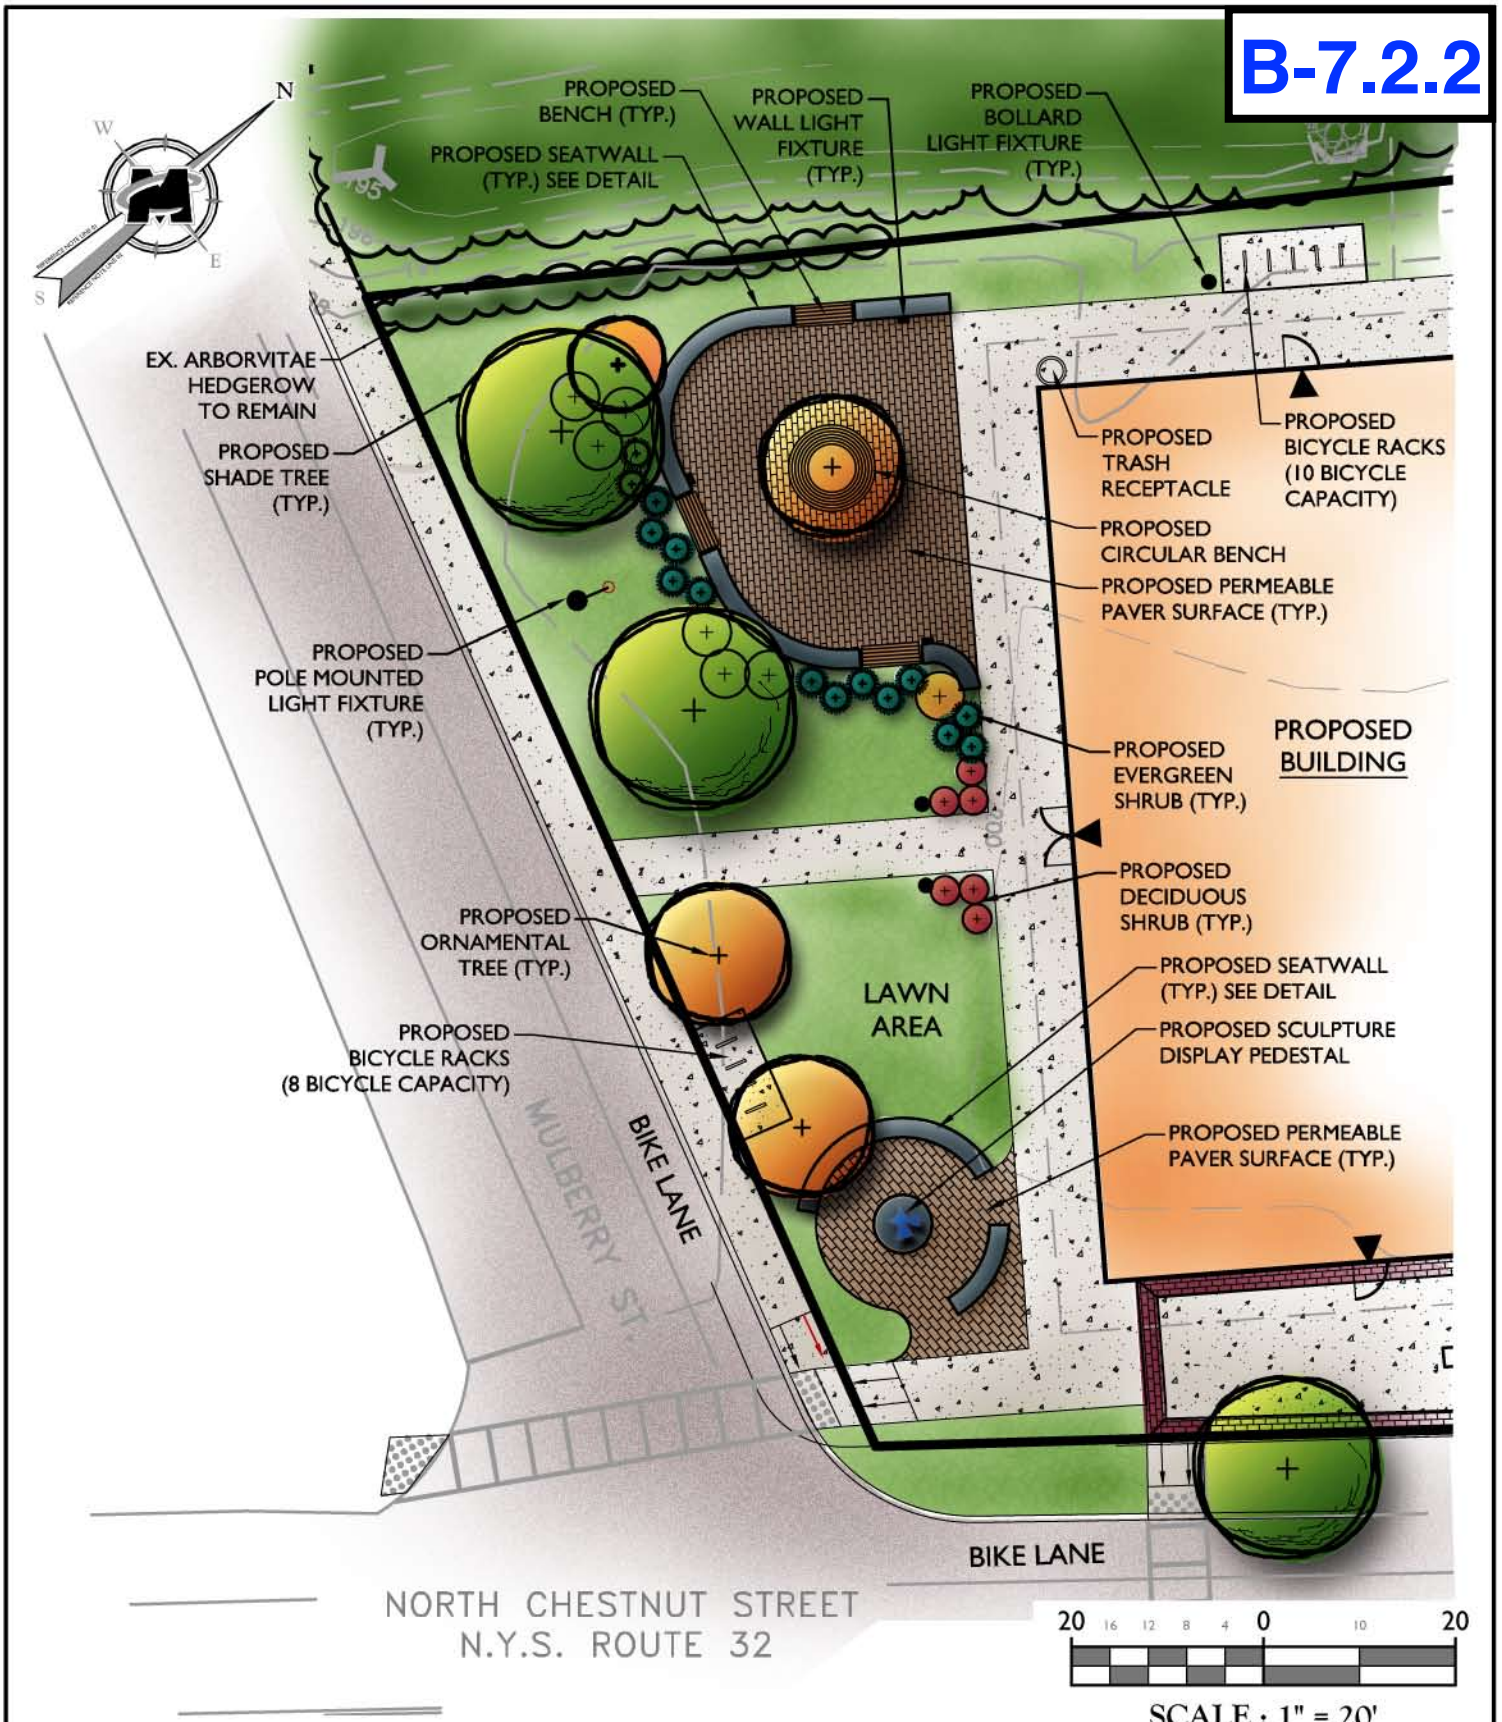 B-7.2.2
N
W
E
S
PROPOSED
BENCH (TYP.)
PROPOSED
WALL LIGHT
FIXTURE
(TYP.)
PROPOSED
BOLLARD
LIGHT FIXTURE
(TYP.)
PROPOSED SEATWALL
(TYP.) SEE DETAIL
195
196
EX. ARBORVITAE
HEDGEROW
TO REMAIN
PROPOSED
SHADE TREE
(TYP.)
PROPOSED
TRASH
RECEPTACLE
PROPOSED
BICYCLE RACKS
(10 BICYCLE
CAPACITY)
PROPOSED
CIRCULAR BENCH
PROPOSED PERMEABLE
PAVER SURFACE (TYP.)
PROPOSED
POLE MOUNTED
LIGHT FIXTURE
(TYP.)
PROPOSED
BUILDING
PROPOSED
EVERGREEN
SHRUB (TYP.)
PROPOSED
DECIDUOUS
SHRUB (TYP.)
PROPOSED
ORNAMENTAL
TREE (TYP.)
LAWN
AREA
PROPOSED SEATWALL
(TYP.) SEE DETAIL
PROPOSED SCULPTURE
DISPLAY PEDESTAL
PROPOSED
BICYCLE RACKS
(8 BICYCLE CAPACITY)
PROPOSED PERMEABLE
PAVER SURFACE (TYP.)
MULBERRY ST.
BIKE LANE
BIKE LANE
NORTH CHESTNUT STREET
N.Y.S. ROUTE 32
20 16 12 8 4 0 10 20
SCALE : 1" = 20'